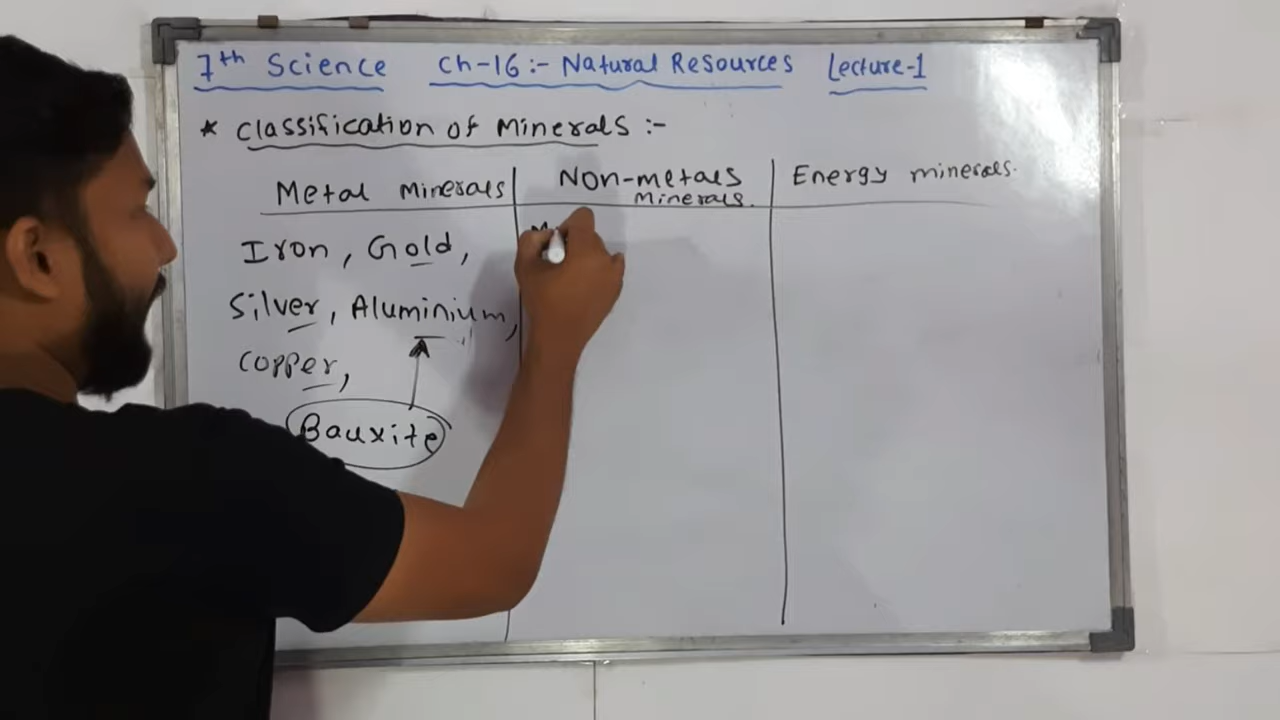 7th Science Ch-16:- Natural Resources Lecture-1
* Classification of Minerals :-
Metal Minerals
Non-metals
Minerals.
Energy minerals.
Iron, Gold,
Silver, Aluminium,
Copper,
Bauxite